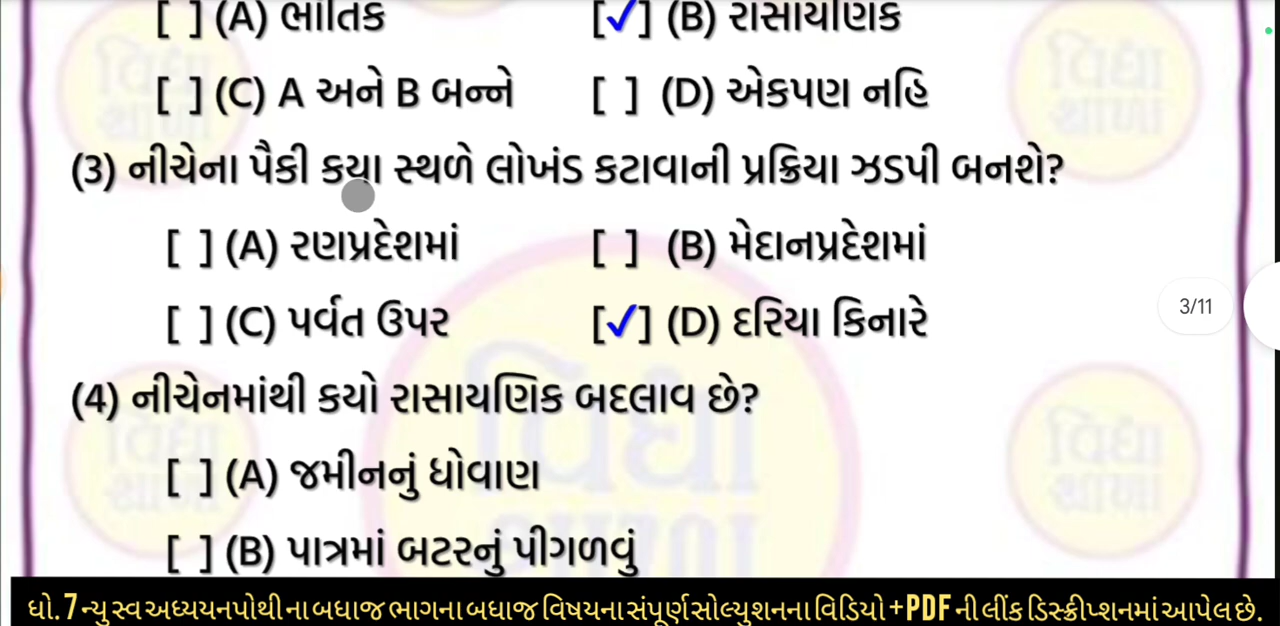 [ ] (A) ભૌતિક [✓] (B) રાસાયણિક
[ ] (C) A અને B બન્ને [ ] (D) એકપણ નહિ
(3) નીચેના પૈકી કયા સ્થળે લોખંડ કટાવાની પ્રક્રિયા ઝડપી બનશે?
[ ] (A) રણપ્રદેશમાં [ ] (B) મેદાનપ્રદેશમાં
[ ] (C) પર્વત ઉપર [✓] (D) દરિયા કિનારે
3/11
(4) નીચેનમાંથી કયો રાસાયણિક બદલાવ છે?
[ ] (A) જમીનનું ધોવાણ
[ ] (B) પાત્રમાં બટરનું પીગળવું
વિદ્યા
શાળા
ધો. 7 ન્યુ સ્વઅધ્યયનપોથી ના બધાજ ભાગના બધાજ વિષયના સંપૂર્ણ સોલ્યુશનના વિડિયો + PDF ની લીંક ડિસ્ક્રીપ્શનમાં આપેલ છે.